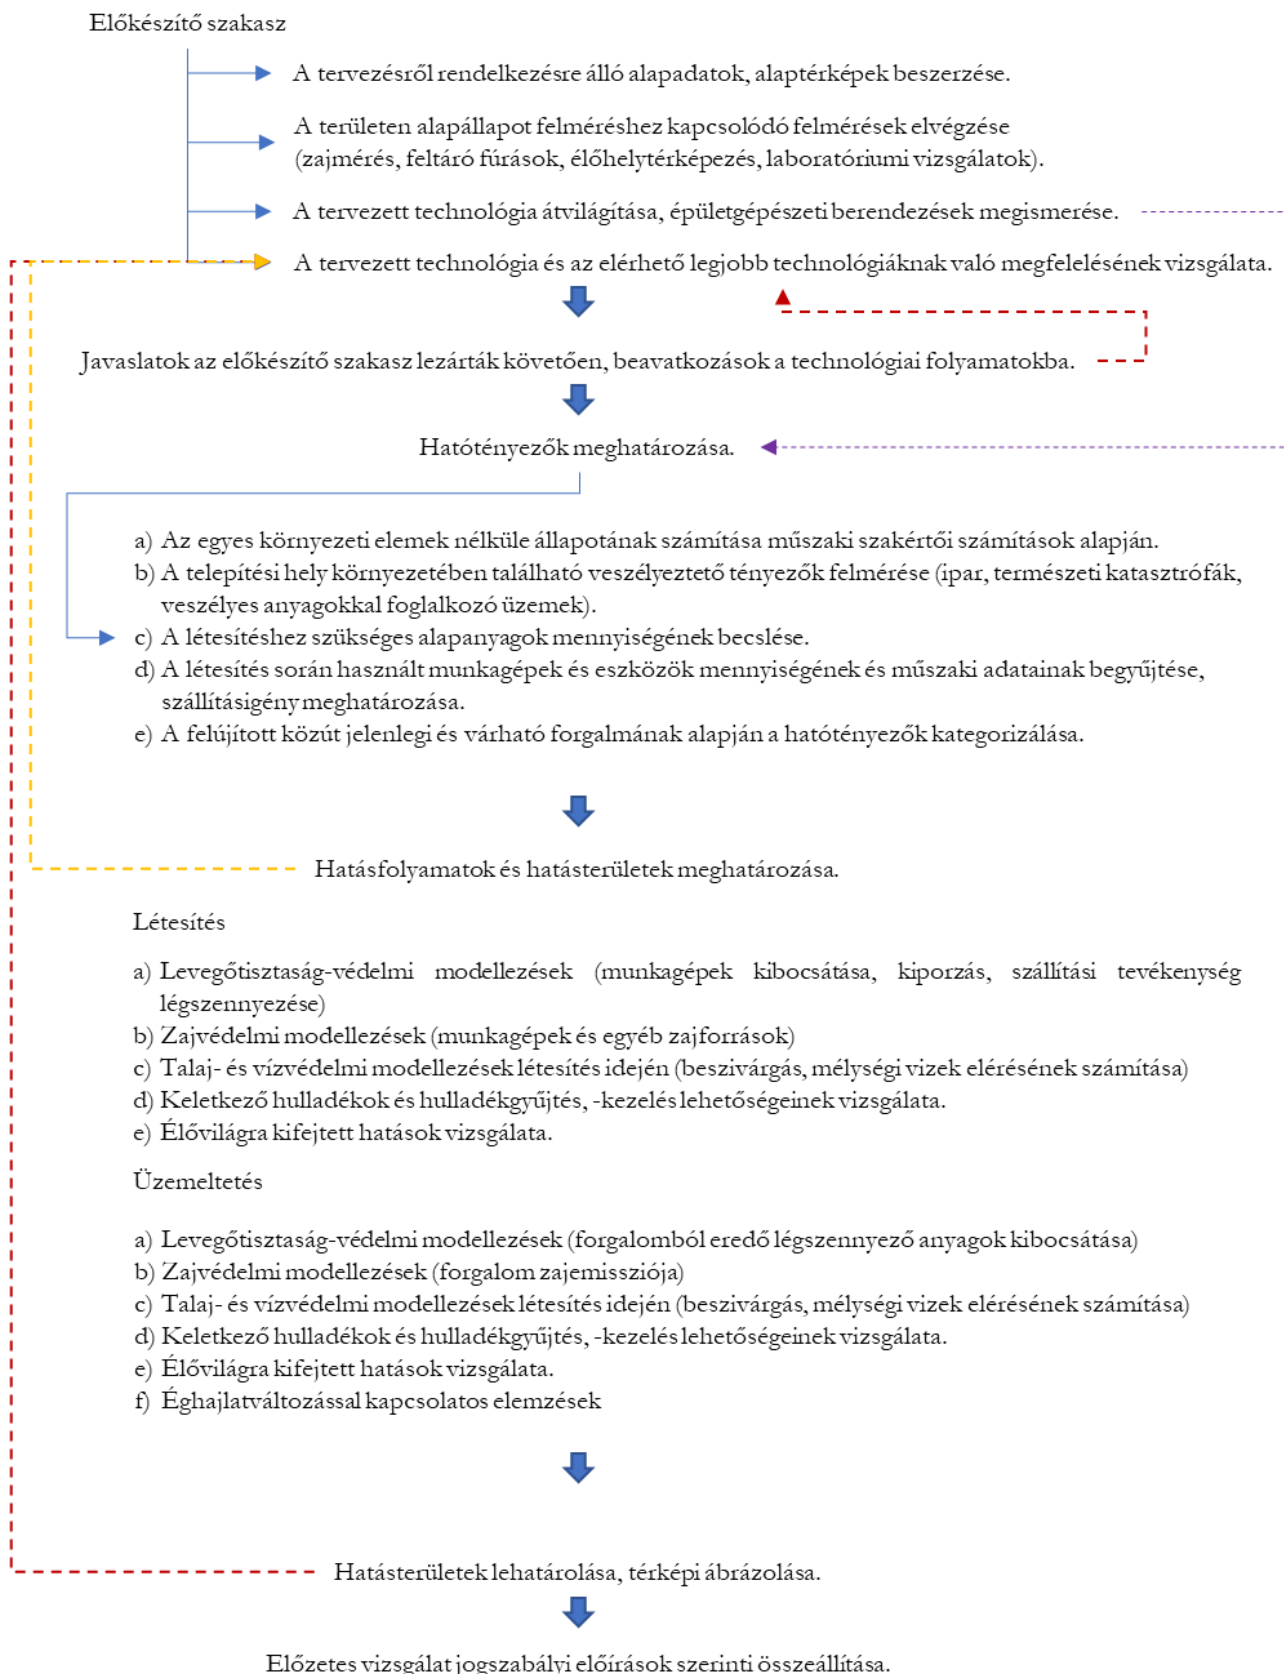 Előkészítő szakasz
A tervezésről rendelkezésre álló alapadatok, alaptérképek beszerzése.
A területen alapállapot felméréshez kapcsolódó felmérések elvégzése
(zajmérés, feltáró fúrások, élőhelytérképezés, laboratóriumi vizsgálatok).
A tervezett technológia átvilágítása, épületgépészeti berendezések megismerése.
A tervezett technológia és az elérhető legjobb technológiáknak való megfelelésének vizsgálata.
Javaslatok az előkészítő szakasz lezárták követően, beavatkozások a technológiai folyamatokba.
Hatótényezők meghatározása.
a) Az egyes környezeti elemek nélküle állapotának számítása műszaki szakértői számítások alapján.
b) A telepítési hely környezetében található veszélyeztető tényezők felmérése (ipar, természeti katasztrófák,
veszélyes anyagokkal foglalkozó üzemek).
c) A létesítéshez szükséges alapanyagok mennyiségének becslése.
d) A létesítés során használt munkagépek és eszközök mennyiségének és műszaki adatainak begyűjtése,
szállításigény meghatározása.
e) A felújított közút jelenlegi és várható forgalmának alapján a hatótényezők kategorizálása.
Hatásfolyamatok és hatásterületek meghatározása.
Létesítés
a) Levegőtisztaság-védelmi modellezések (munkagépek kibocsátása, kiporzás, szállítási tevékenység
légszennyezése)
b) Zajvédelmi modellezések (munkagépek és egyéb zajforrások)
c) Talaj- és vízvédelmi modellezések létesítés idején (beszivárgás, mélységi vizek elérésének számítása)
d) Keletkező hulladékok és hulladékgyűjtés, -kezelés lehetőségeinek vizsgálata.
e) Élővilágra kifejtett hatások vizsgálata.
Üzemeltetés
a) Levegőtisztaság-védelmi modellezések (forgalomból eredő légszennyező anyagok kibocsátása)
b) Zajvédelmi modellezések (forgalom zajemissziója)
c) Talaj- és vízvédelmi modellezések létesítés idején (beszivárgás, mélységi vizek elérésének számítása)
d) Keletkező hulladékok és hulladékgyűjtés, -kezelés lehetőségeinek vizsgálata.
e) Élővilágra kifejtett hatások vizsgálata.
f) Éghajlatváltozással kapcsolatos elemzések
Hatásterületek lehatárolása, térképi ábrázolása.
Előzetes vizsgálat jogszabályi előírások szerinti összeállítása.